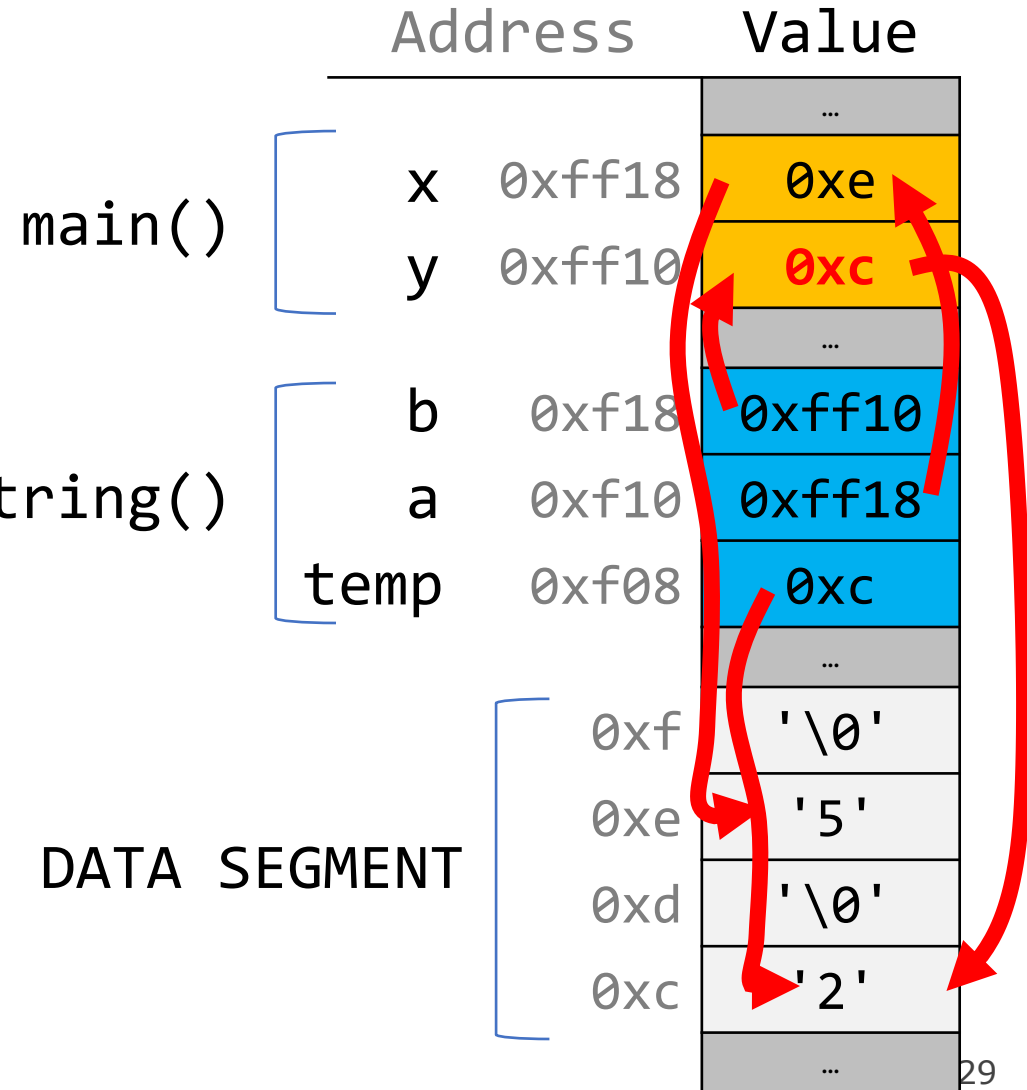 Address Value
…
x 0xff18 0xe
main()
y 0xff10 0xc
…
b 0xf18 0xff10
tring() a 0xf10 0xff18
temp 0xf08 0xc
…
0xf '\0'
0xe '5'
DATA SEGMENT
0xd '\0'
0xc '2'
…
29